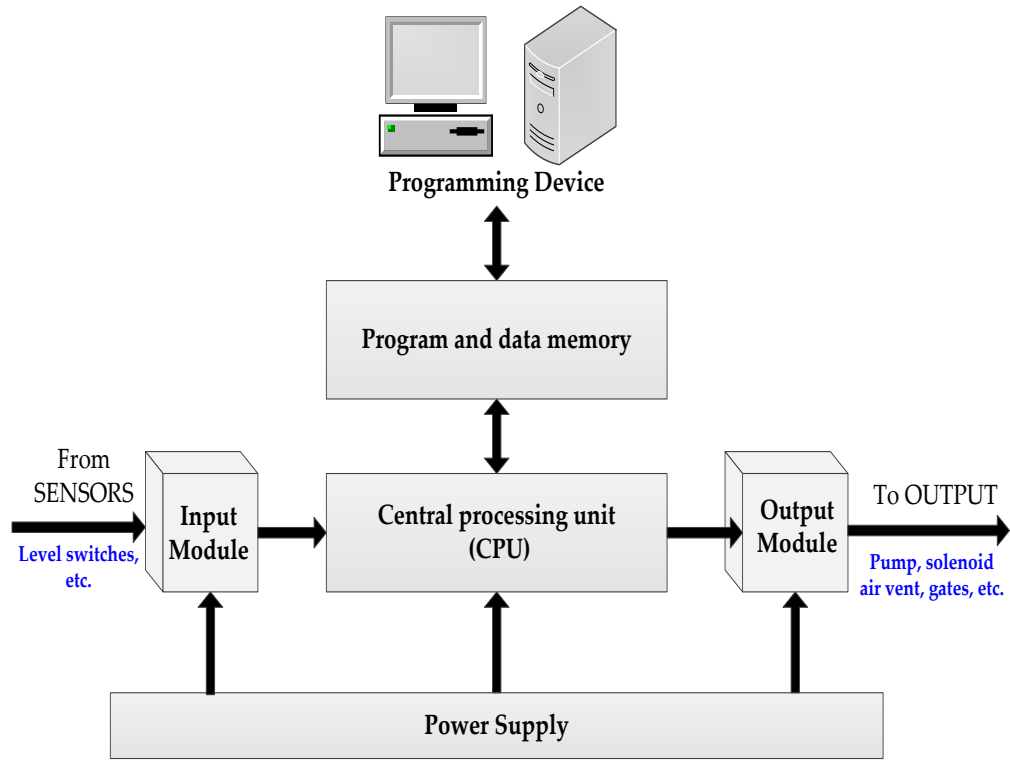 Programming Device
Program and data memory
From
SENSORS
Level switches,
etc.
Input
Module
Central processing unit
(CPU)
Output
Module
To OUTPUT
Pump, solenoid
air vent, gates, etc.
Power Supply